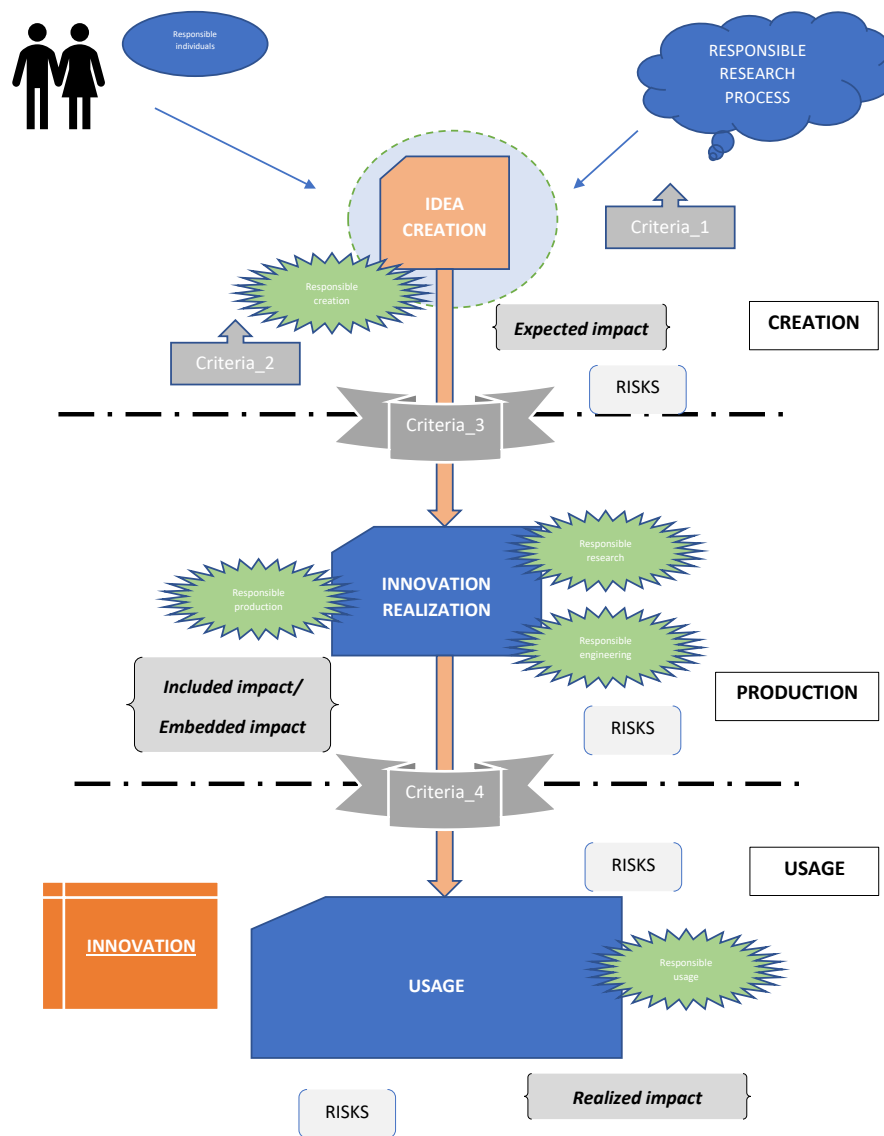 Responsible
individuals
RESPONSIBLE
RESEARCH
PROCESS
IDEA
CREATION
Criteria_1
Responsible
creation
Expected impact
CREATION
Criteria_2
RISKS
Criteria_3
Responsible
research
INNOVATION
REALIZATION
Responsible
production
Responsible
engineering
Included impact/
Embedded impact
PRODUCTION
RISKS
Criteria_4
RISKS
USAGE
INNOVATION
USAGE
Responsible
usage
RISKS
Realized impact